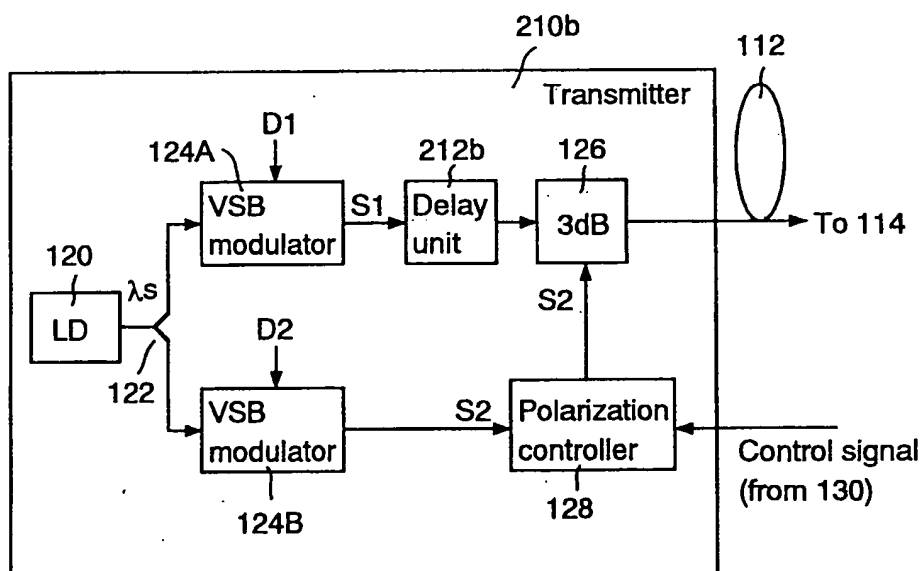 210b
112
Transmitter
D1
124A
212b
126
VSB
modulator
S1
Delay
unit
3dB
To 114
120
λs
LD
S2
122
D2
VSB
modulator
S2
Polarization
controller
Control signal
(from 130)
124B
128